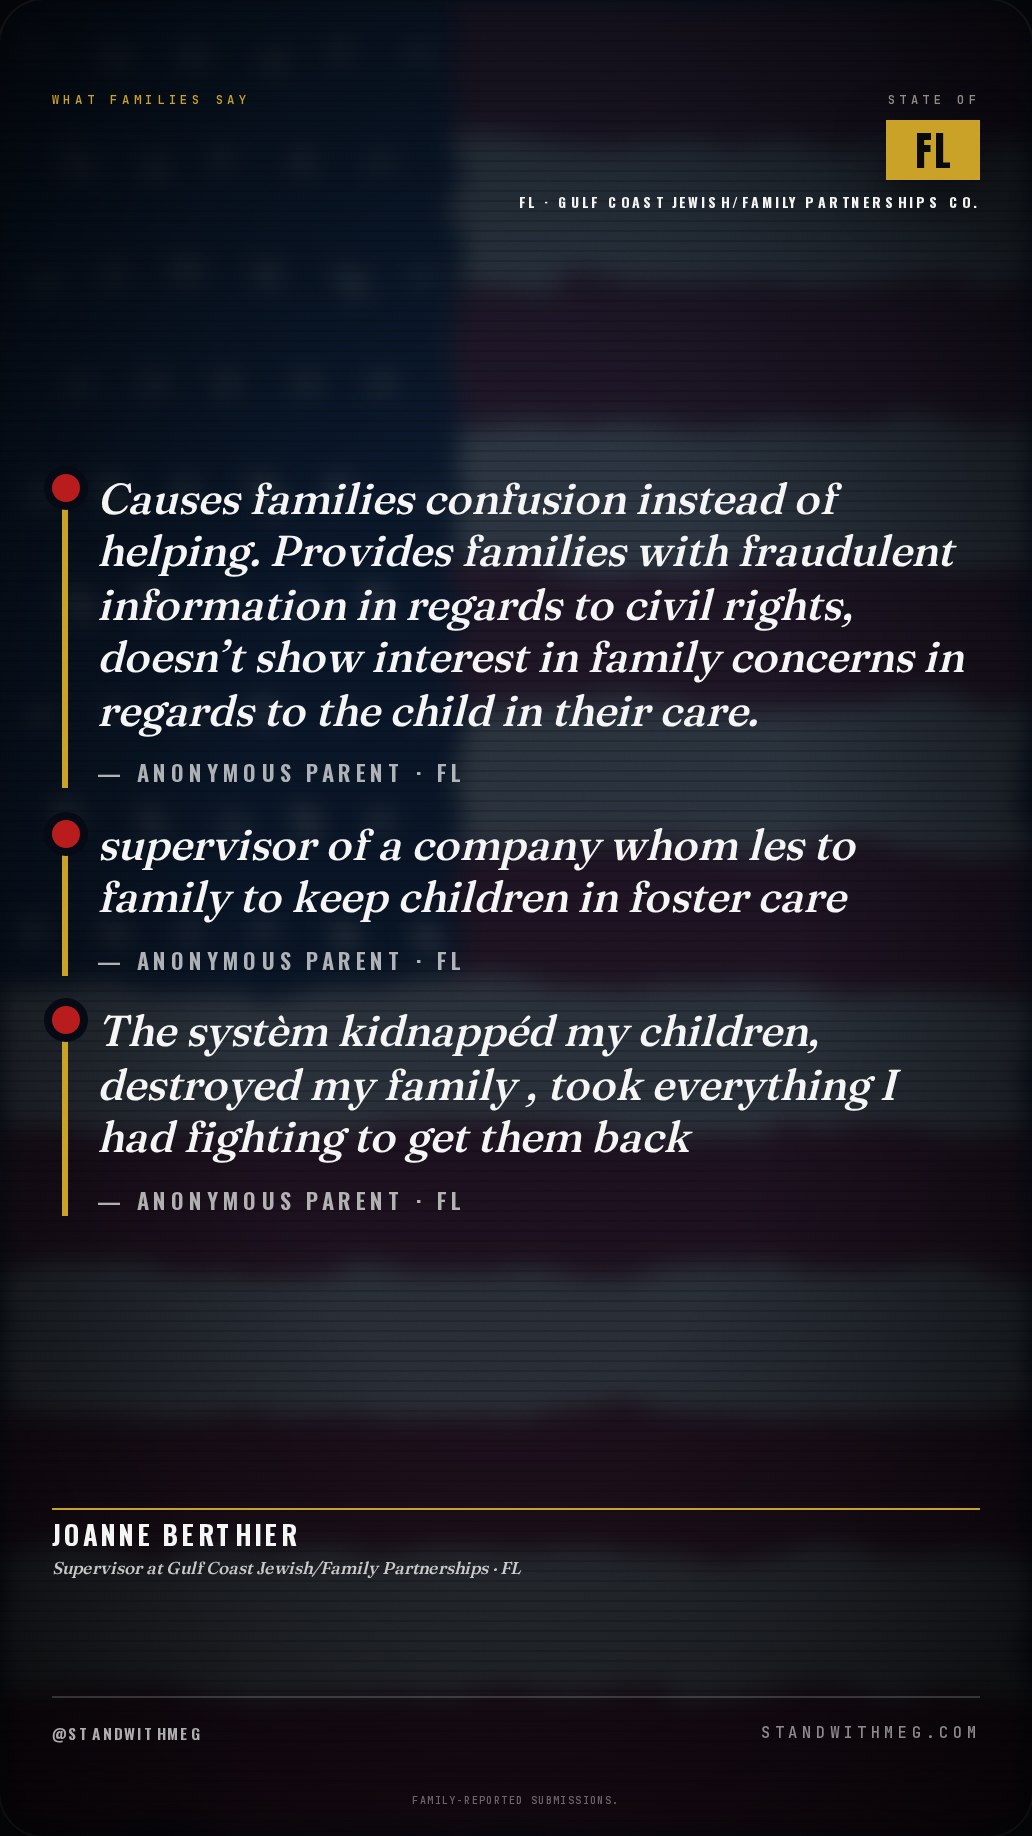 WHAT FAMILIES SAY
STATE OF
FL
FL · GULF COAST JEWISH/FAMILY PARTNERSHIPS CO.
Causes families confusion instead of
helping. Provides families with fraudulent
information in regards to civil rights,
doesn’t show interest in family concerns in
regards to the child in their care.
— ANONYMOUS PARENT · FL
supervisor of a company whom les to
family to keep children in foster care
— ANONYMOUS PARENT · FL
The systèm kidnappéd my children,
destroyed my family , took everything I
had fighting to get them back
— ANONYMOUS PARENT · FL
JOANNE BERTHIER
Supervisor at Gulf Coast Jewish/Family Partnerships · FL
@STANDWITHMEG
STANDWITHMEG.COM
FAMILY-REPORTED SUBMISSIONS.